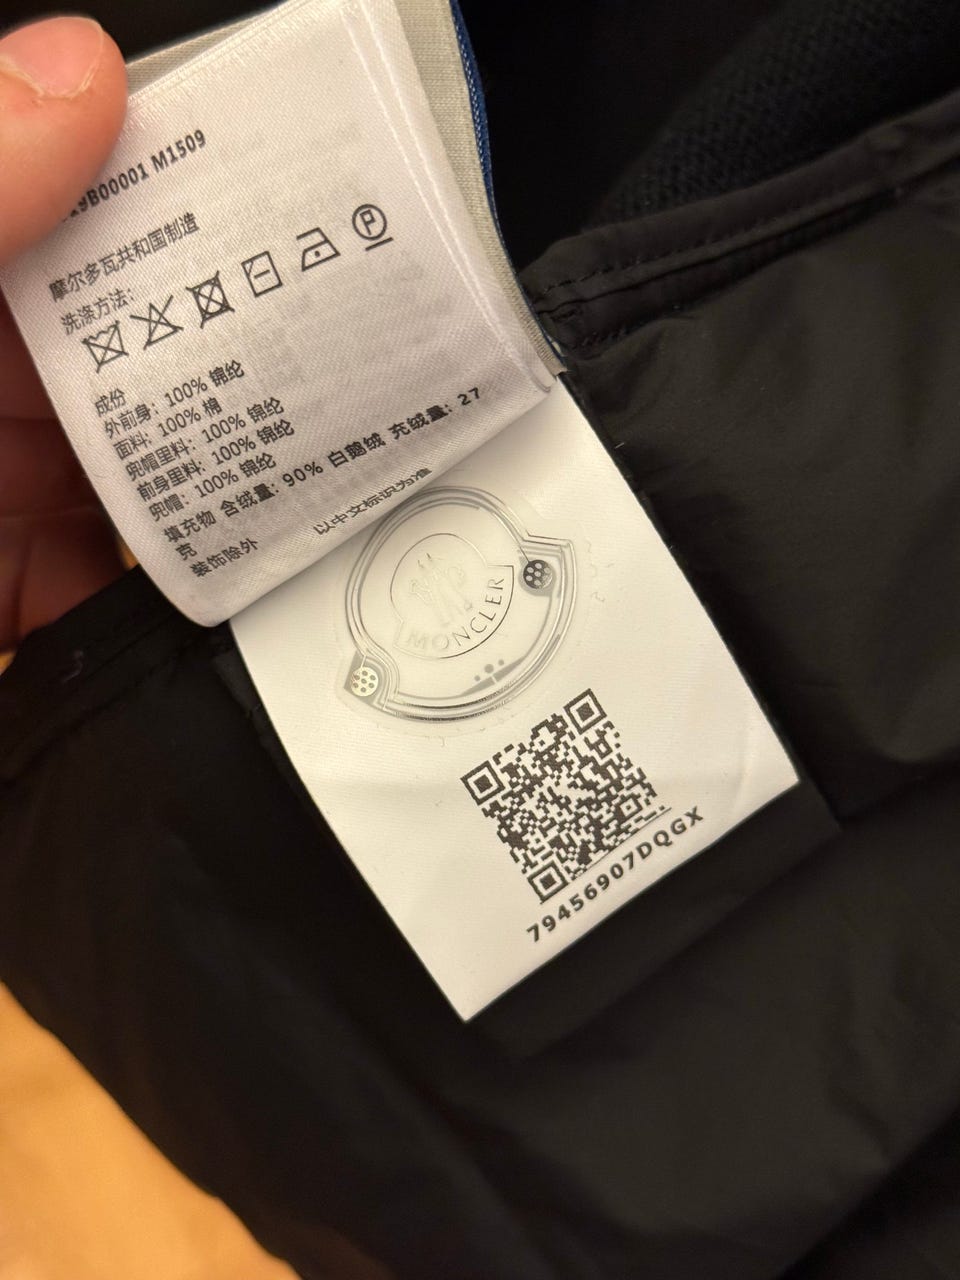 19B00001 M1509
摩尔多瓦共和国制造
洗涤方法:
P
成份
外前身: 100% 锦纶
面料: 100% 棉
兜帽里料: 100% 锦纶
前身里料: 100% 锦纶
兜帽: 100% 锦纶
填充物 含绒量: 90% 白鹅绒 充绒量: 27
克
装饰除外
以中文标识为准
MONCLER
79456907DQGX